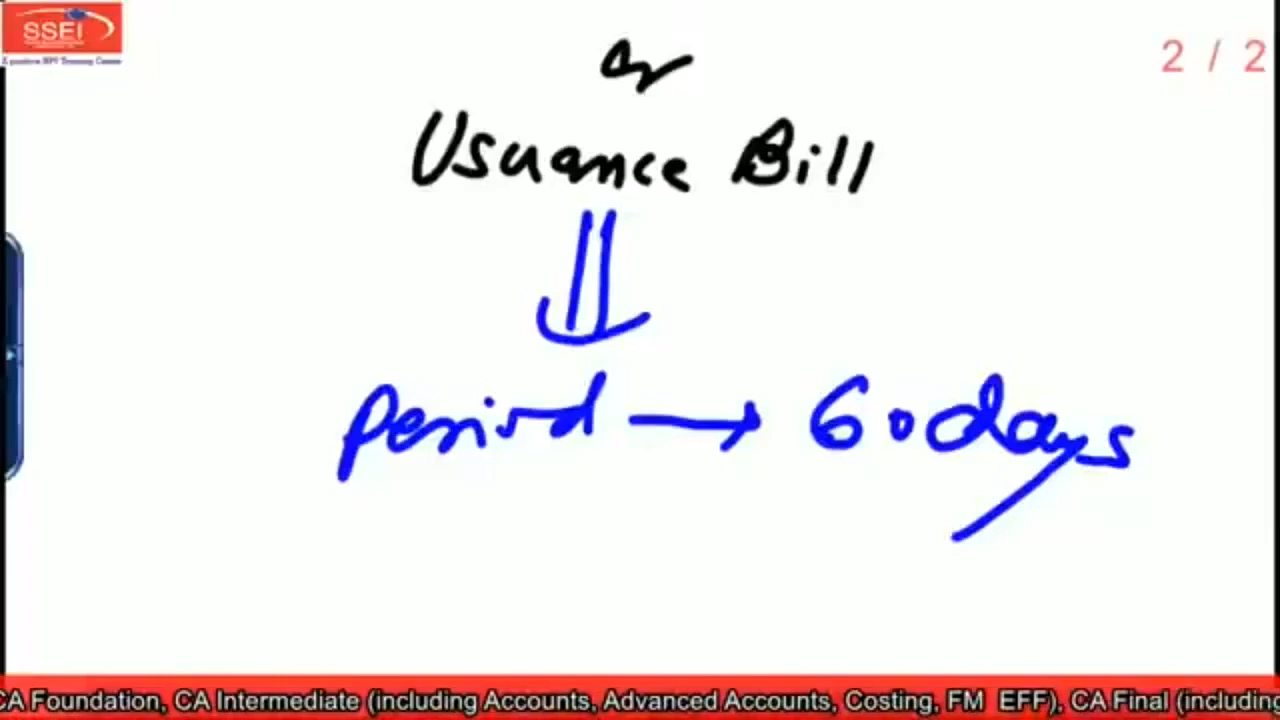 SSEI
2 / 2
or
Usuance Bill
Period → 60 days
CA Foundation, CA Intermediate (including Accounts, Advanced Accounts, Costing, FM EFF), CA Final (including